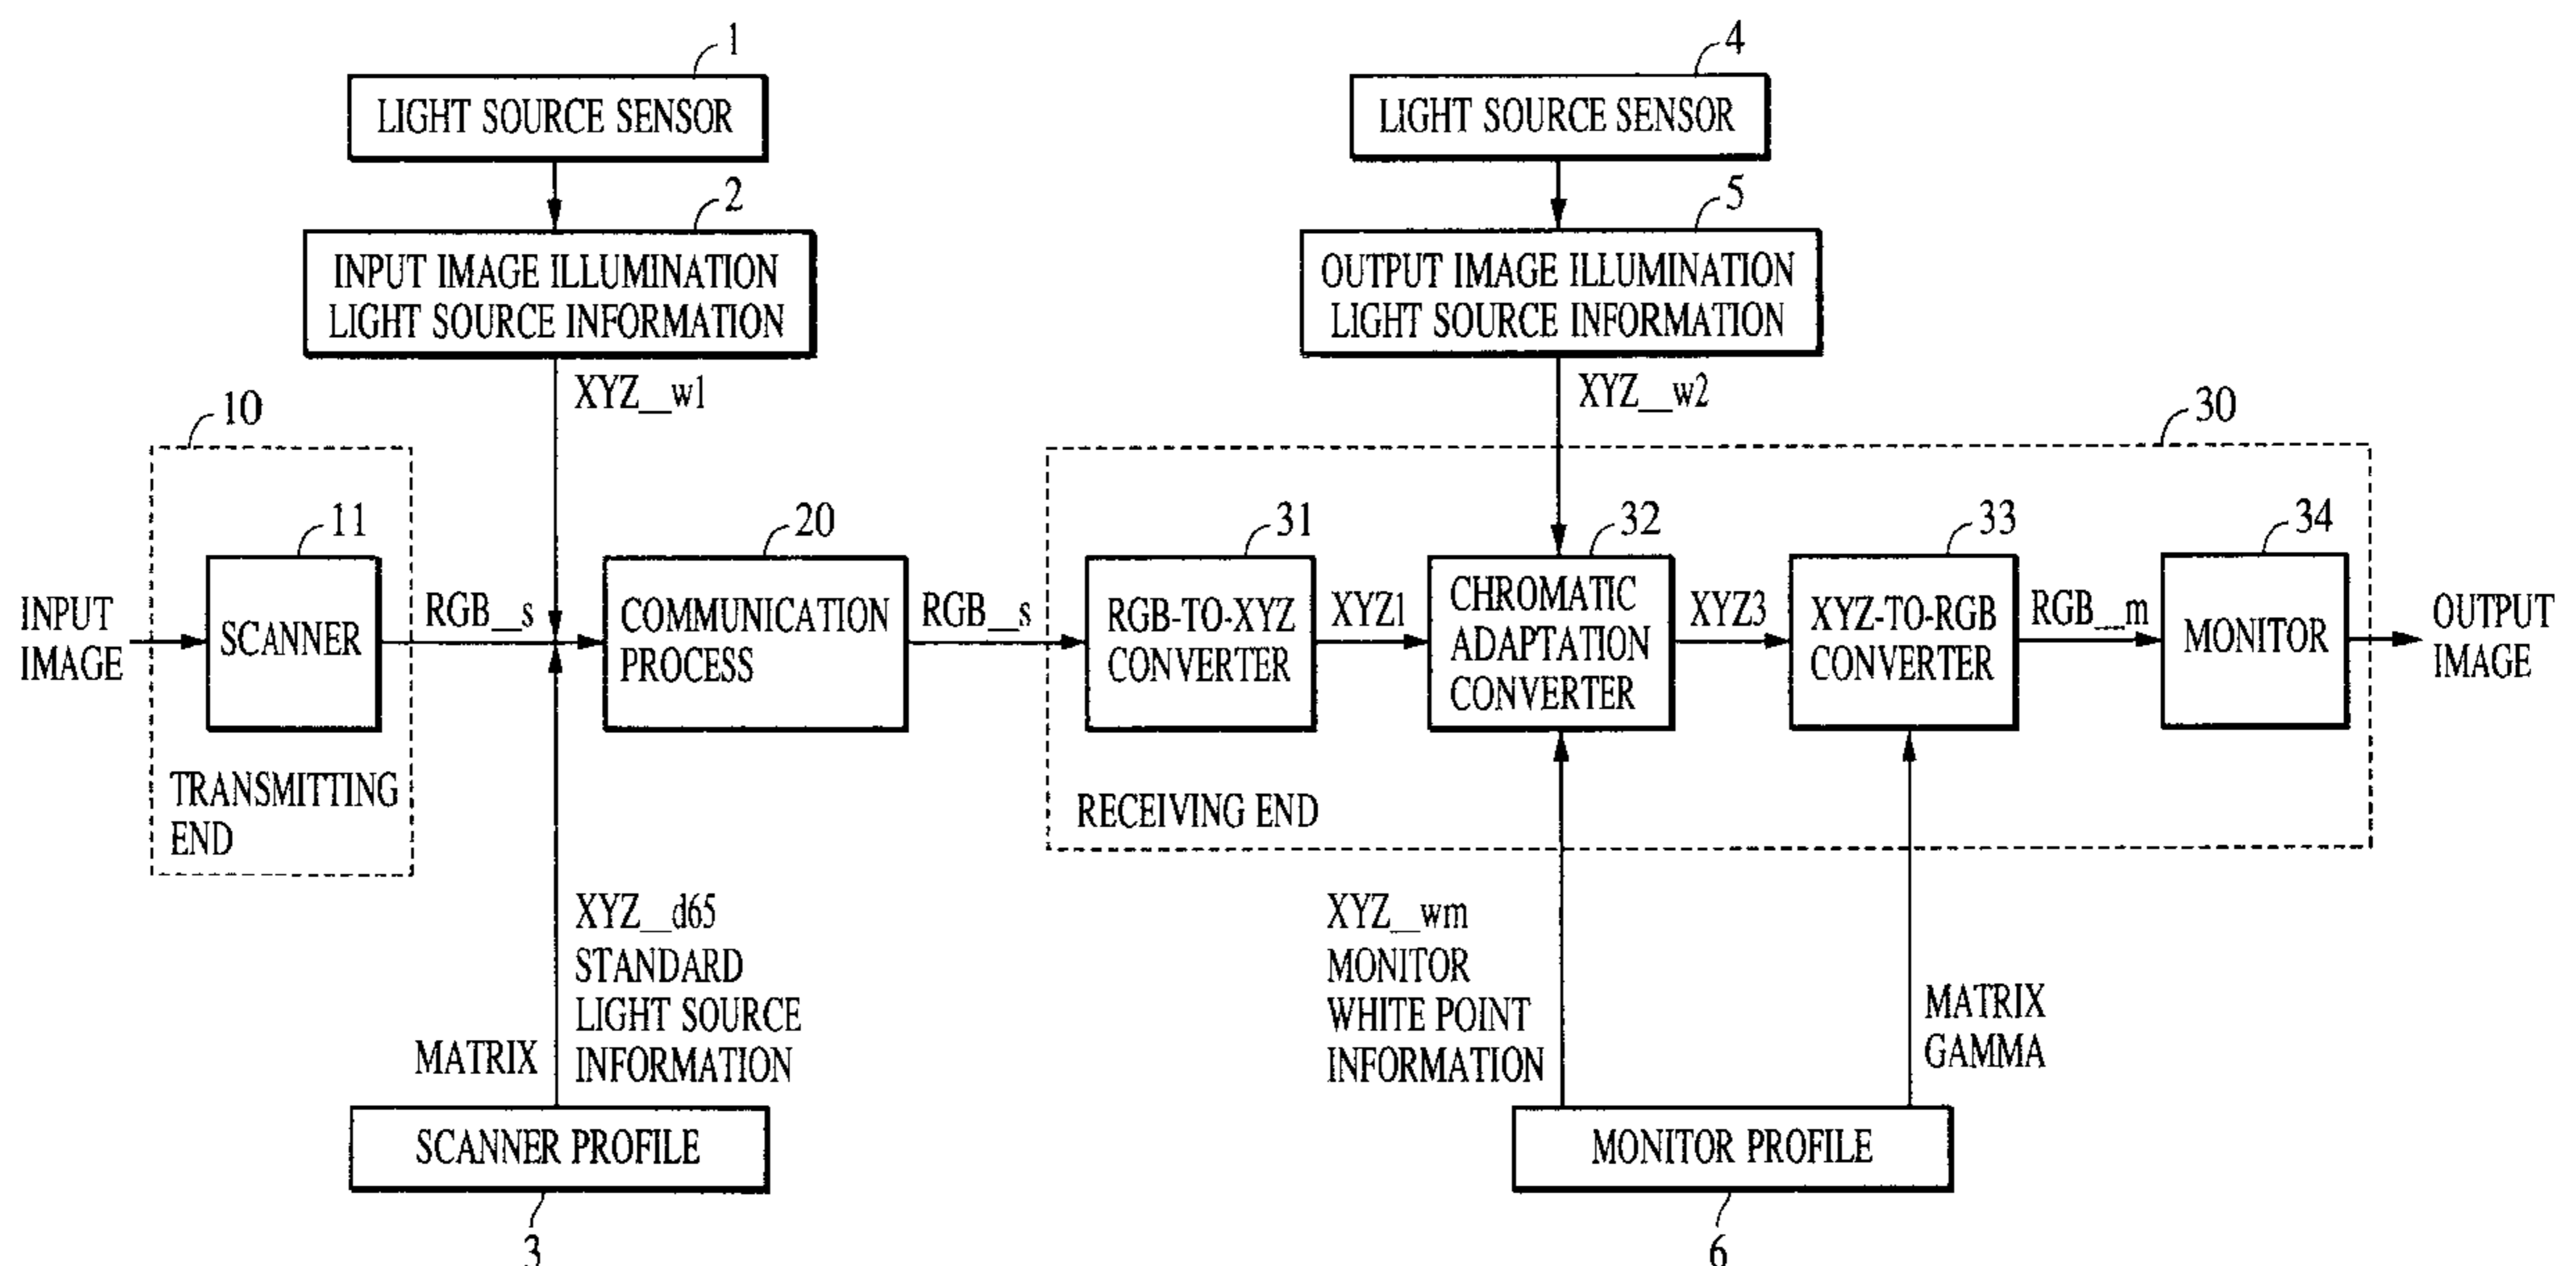 1
4
LIGHT SOURCE SENSOR
LIGHT SOURCE SENSOR
2
5
INPUT IMAGE ILLUMINATION
LIGHT SOURCE INFORMATION
OUTPUT IMAGE ILLUMINATION
LIGHT SOURCE INFORMATION
XYZ__w1
XYZ__w2
10
30
11
20
31
32
33
34
INPUT
IMAGE
SCANNER
RGB__s
COMMUNICATION
PROCESS
RGB__s
RGB-TO-XYZ
CONVERTER
XYZ1
CHROMATIC
ADAPTATION
CONVERTER
XYZ3
XYZ-TO-RGB
CONVERTER
RGB__m
MONITOR
OUTPUT
IMAGE
TRANSMITTING
END
RECEIVING END
MATRIX
XYZ__d65
STANDARD
LIGHT SOURCE
INFORMATION
XYZ__wm
MONITOR
WHITE POINT
INFORMATION
MATRIX
GAMMA
SCANNER PROFILE
MONITOR PROFILE
3
6